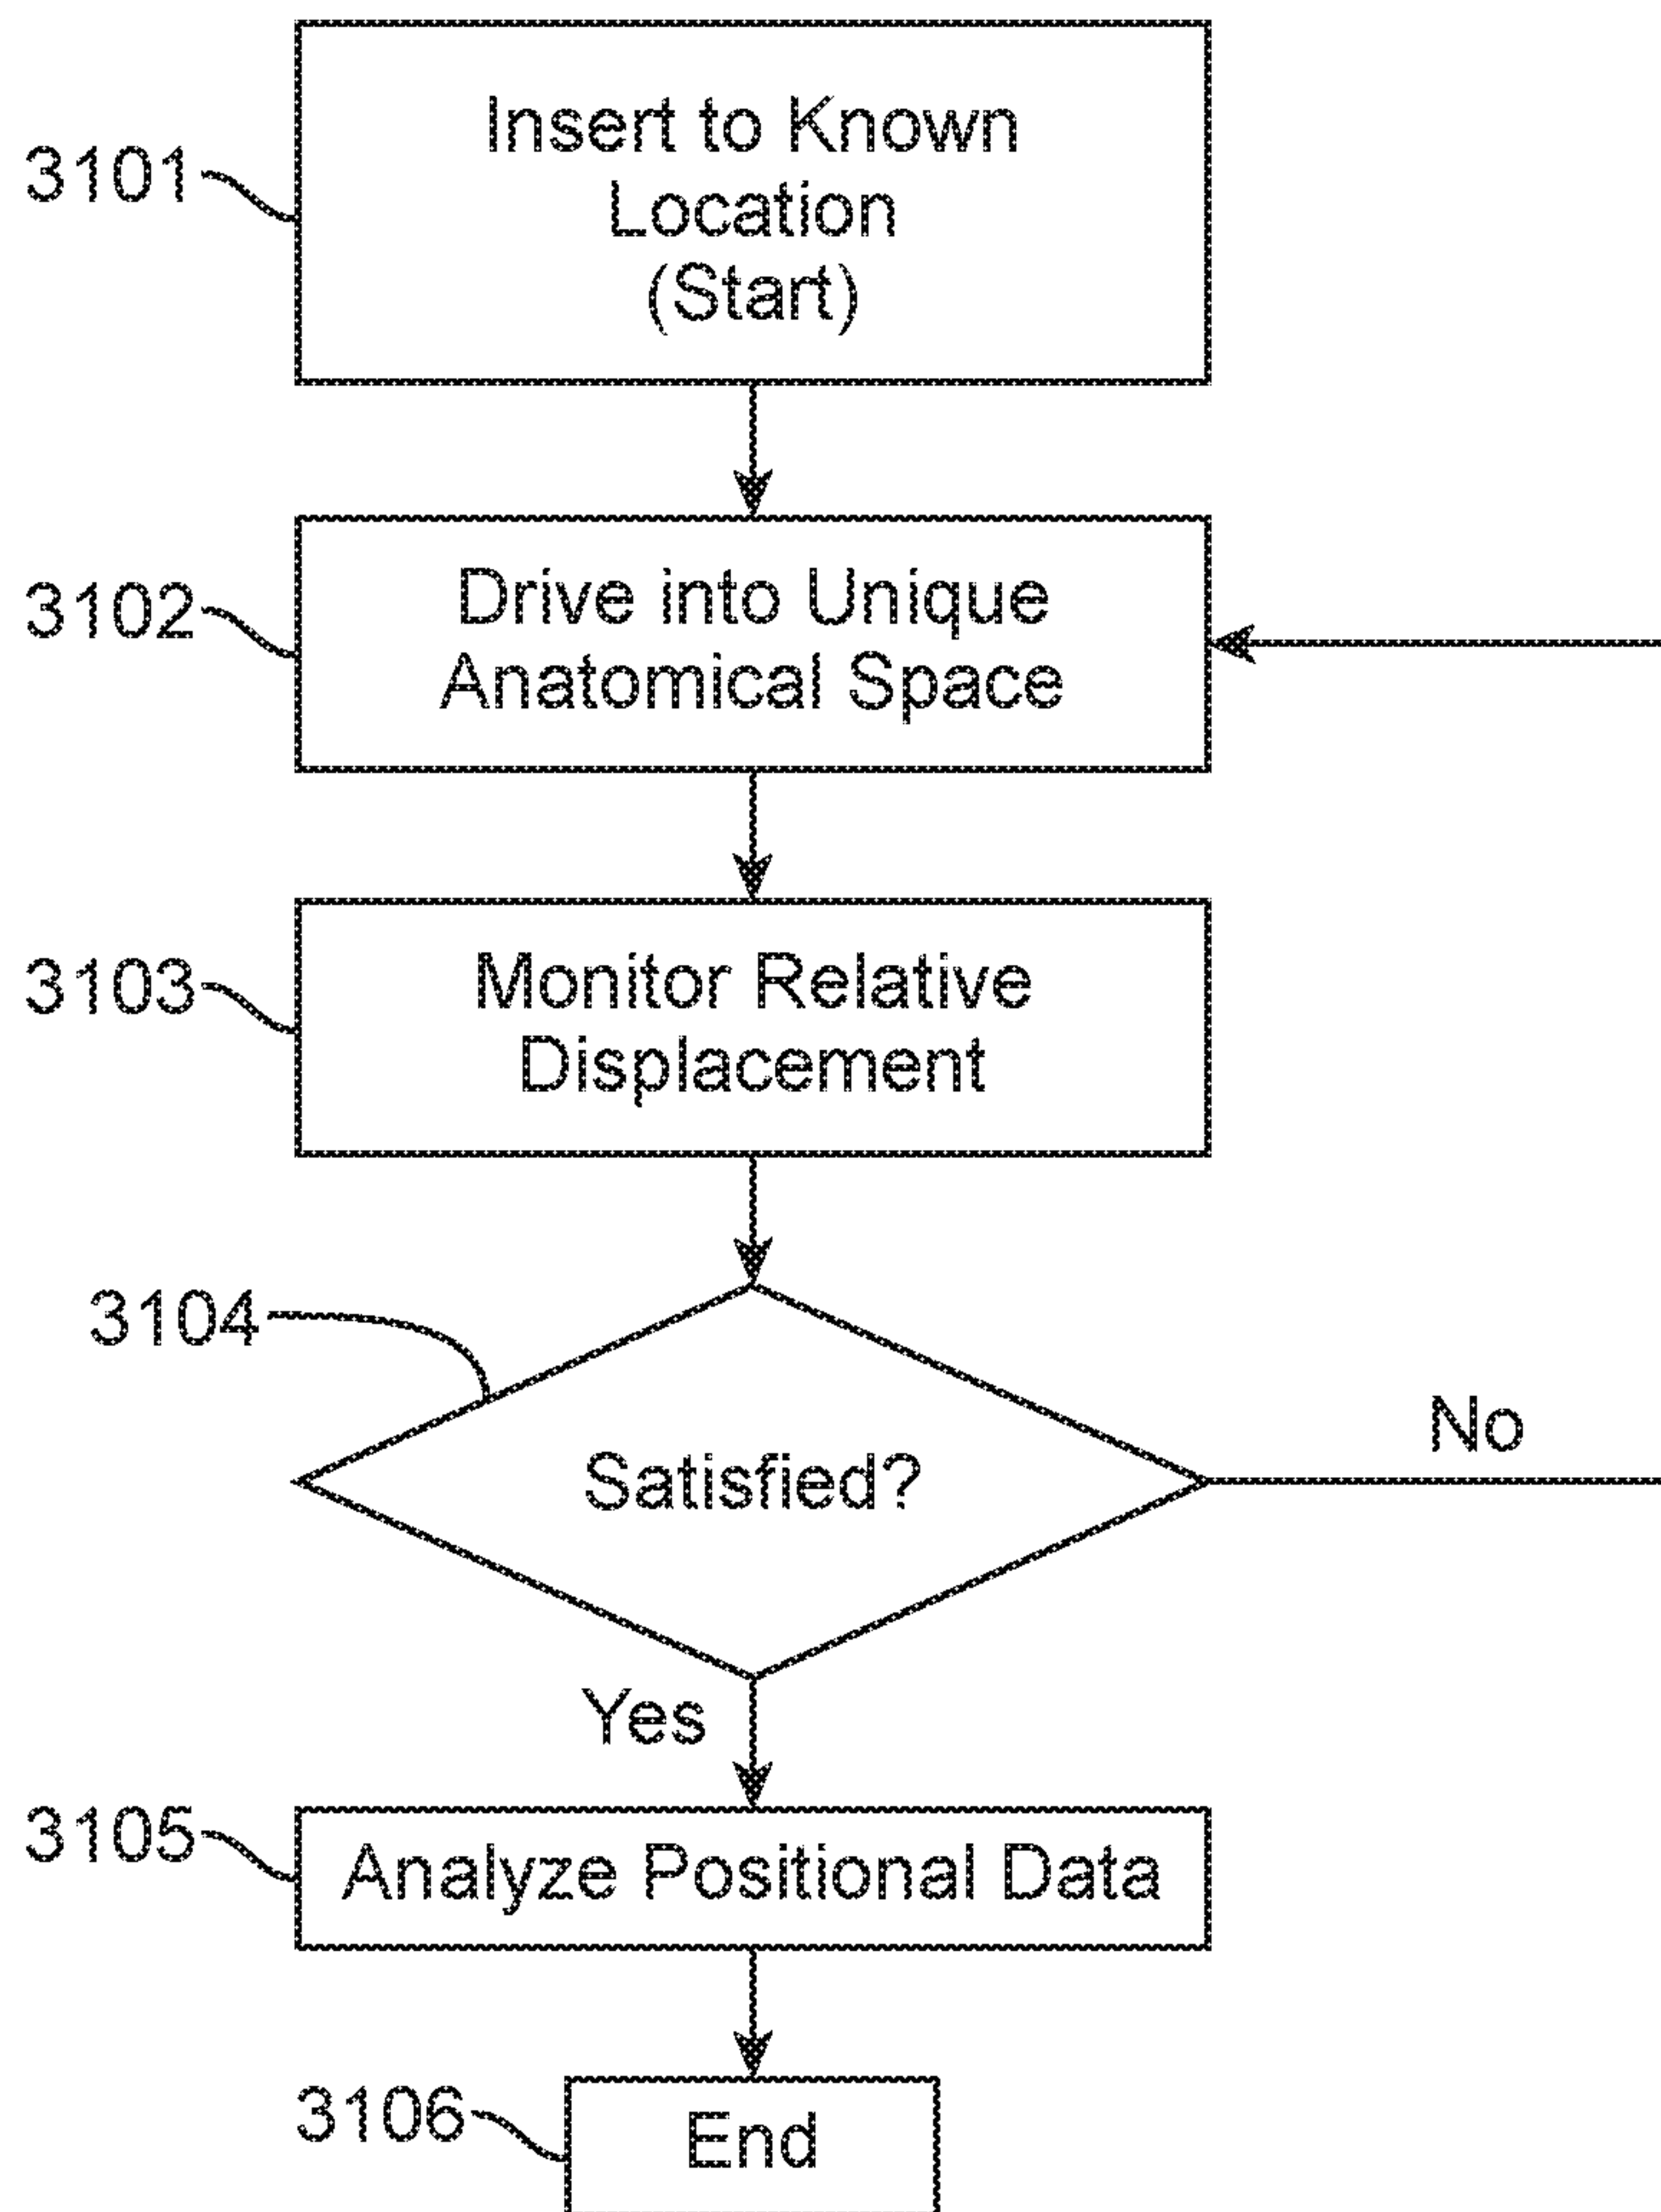 3101
Insert to Known
Location
(Start)
3102
Drive into Unique
Anatomical Space
3103
Monitor Relative
Displacement
3104
Satisfied?
No
Yes
3105
Analyze Positional Data
3106
End